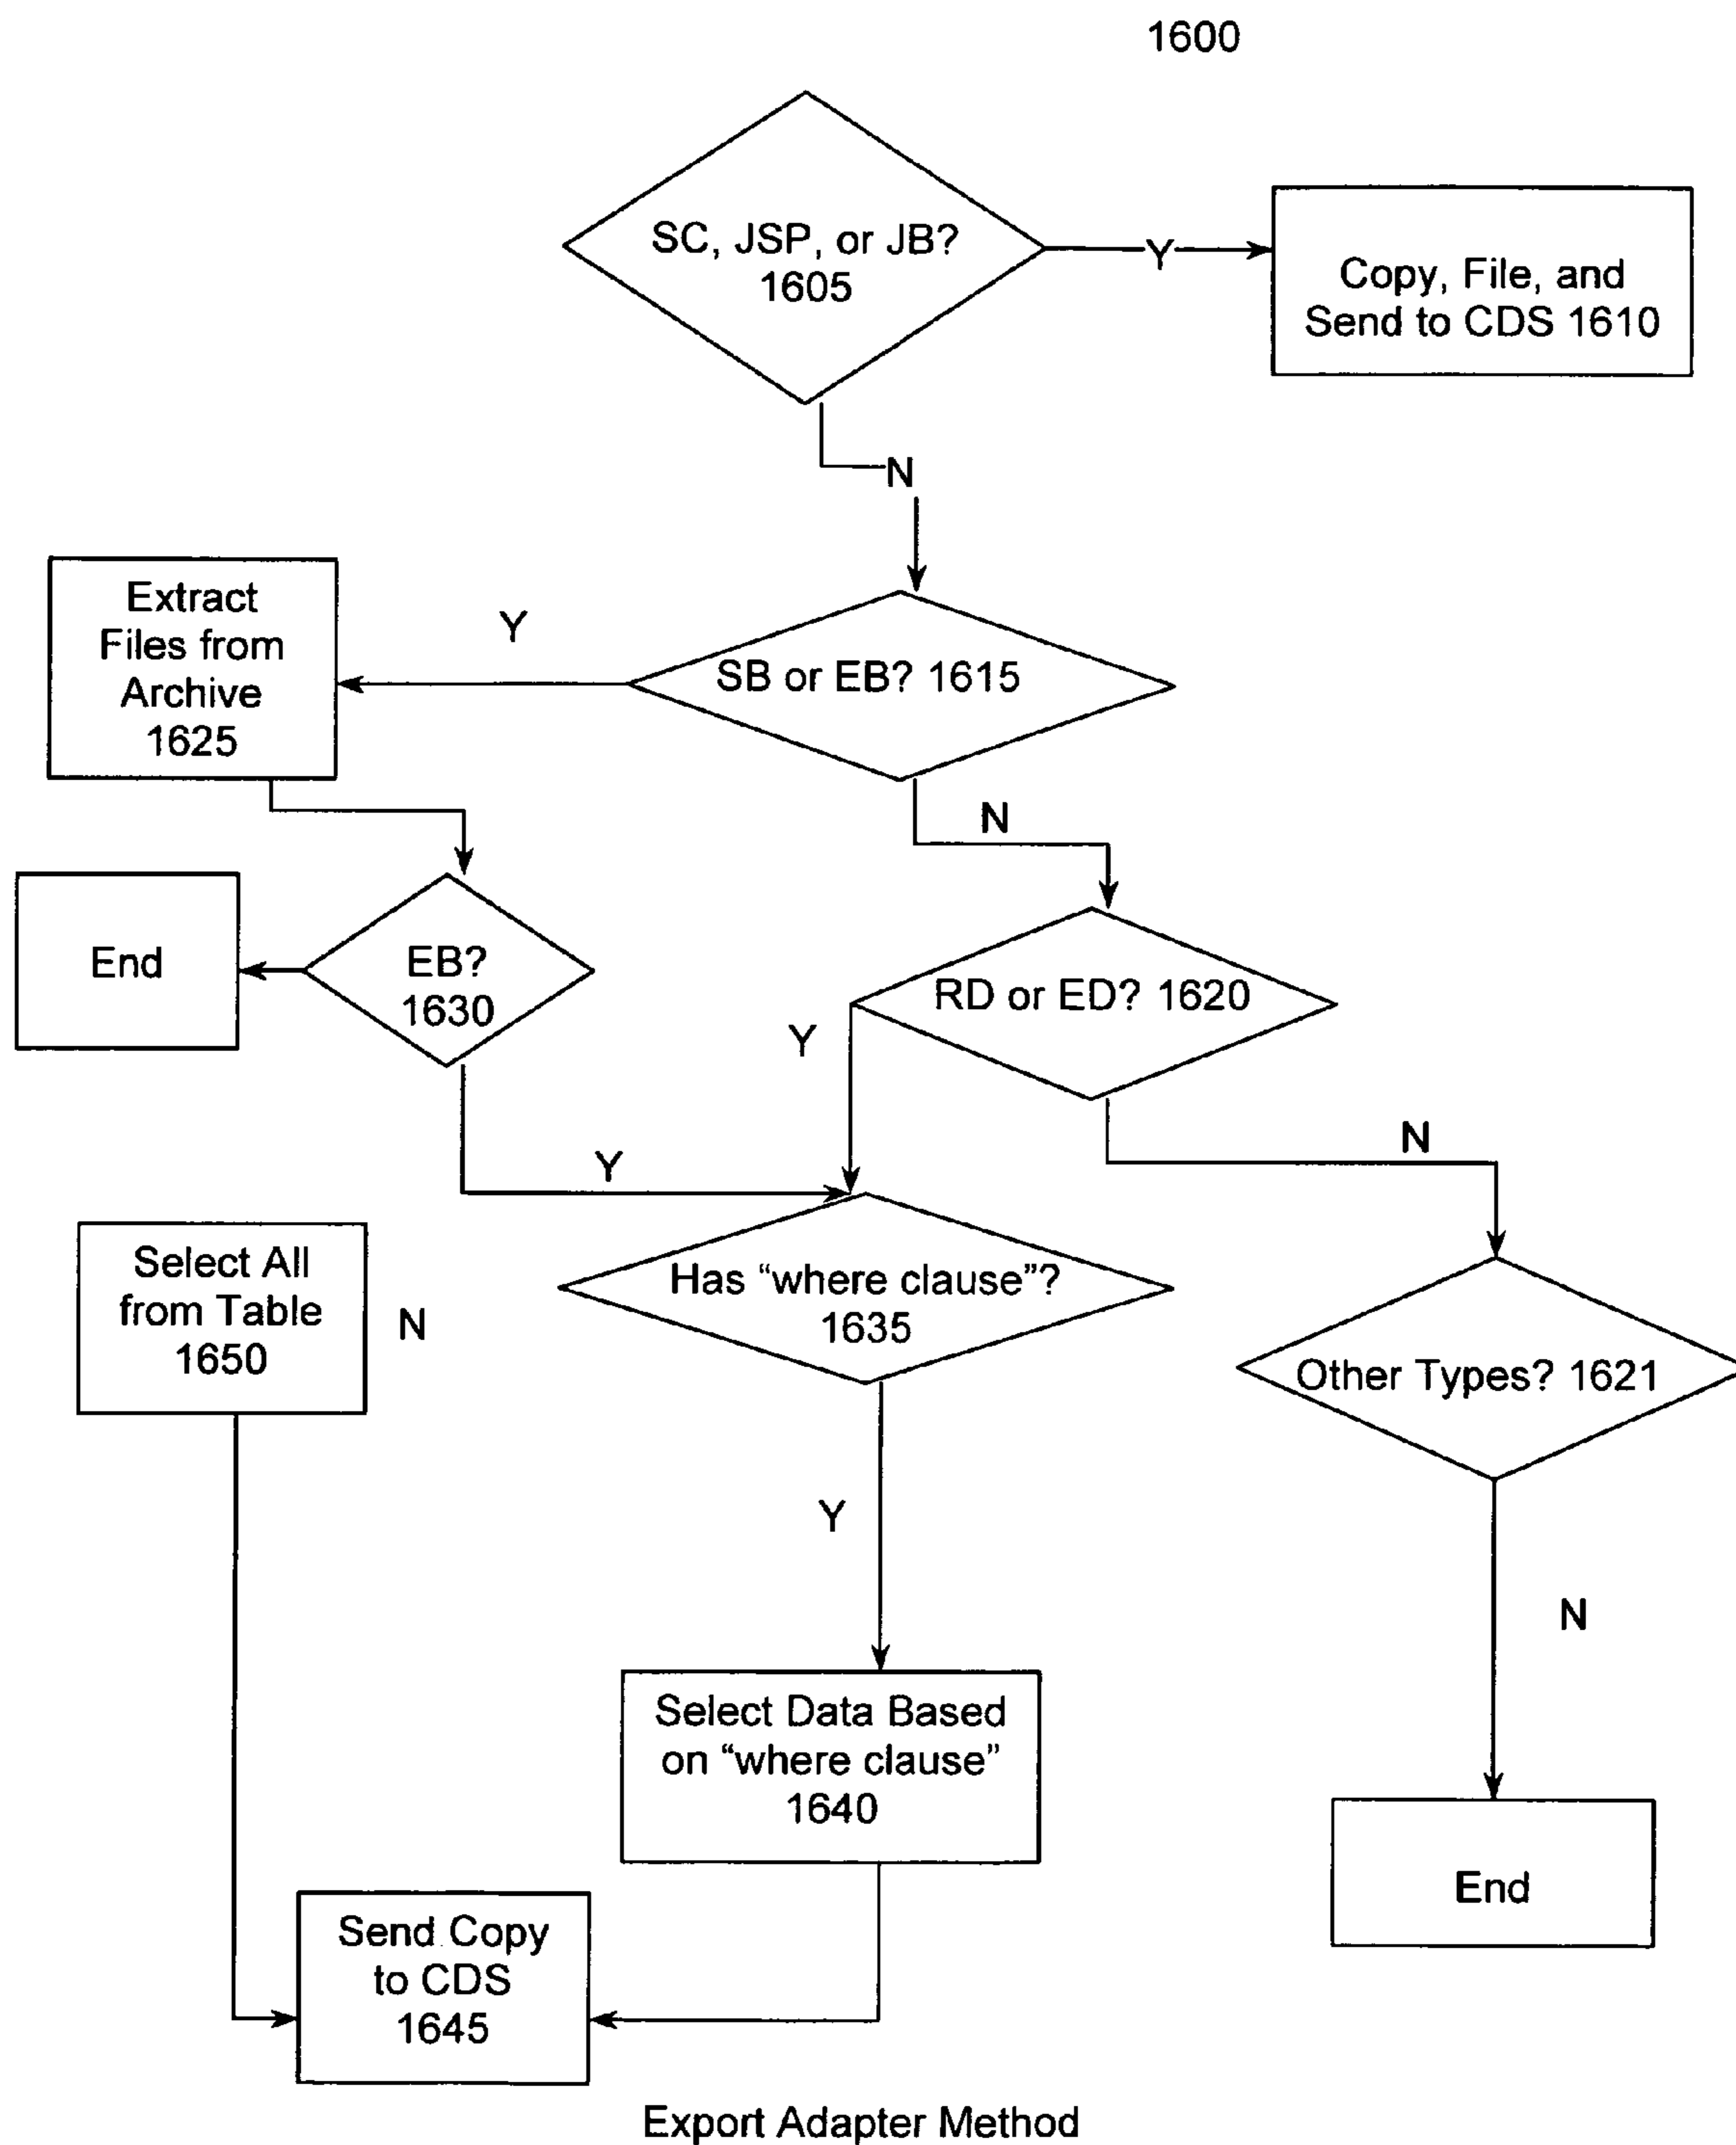 1600
SC, JSP, or JB?
1605
Y
Copy, File, and
Send to CDS 1610
N
Extract
Files from
Archive
1625
Y
SB or EB? 1615
N
End
EB?
1630
RD or ED? 1620
Y
N
Y
Select All
from Table
1650
N
Has “where clause”?
1635
Other Types? 1621
Y
N
Select Data Based
on “where clause”
1640
End
Send Copy
to CDS
1645
Export Adapter Method